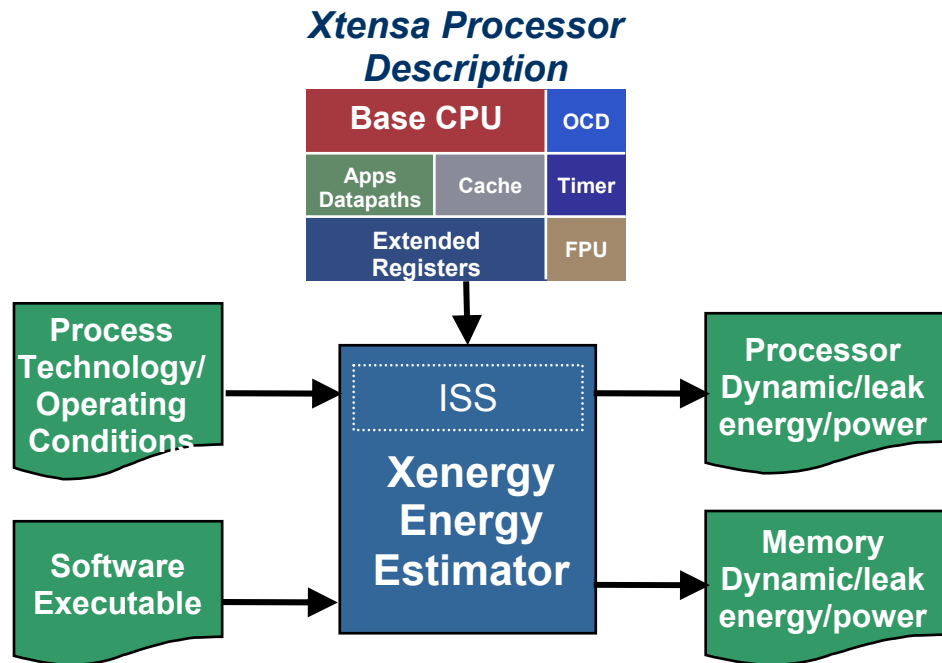 Xtensa Processor
Description
Base CPU
OCD
Apps
Datapaths
Cache
Timer
Extended
Registers
FPU
Process
Technology/
Operating
Conditions
ISS
Xenergy
Energy
Estimator
Processor
Dynamic/leak
energy/power
Software
Executable
Memory
Dynamic/leak
energy/power